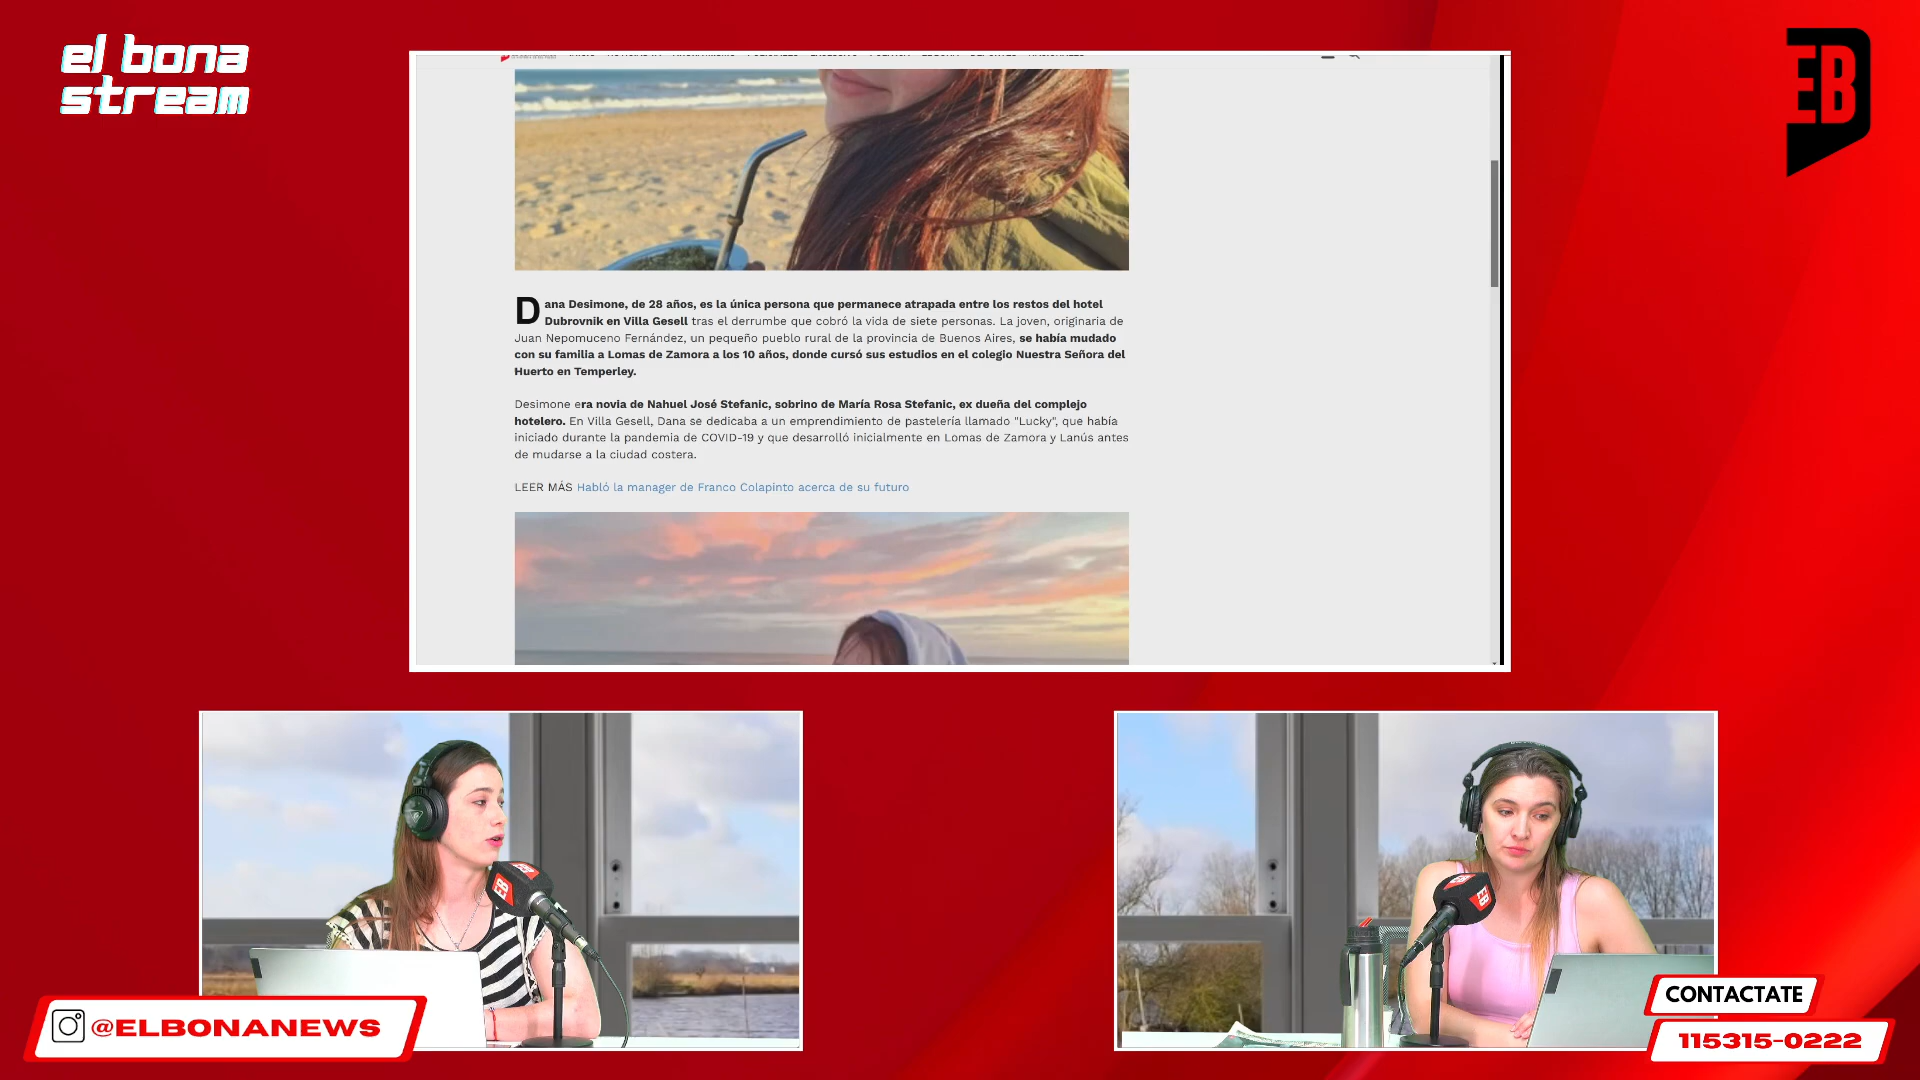 el bona
stream
EB
Dana Desimone, de 28 años, es la única persona que permanece atrapada entre los restos del hotel
Dubrovnik en Villa Gesell tras el derrumbe que cobró la vida de siete personas. La joven, originaria de
Juan Nepomuceno Fernández, un pequeño pueblo rural de la provincia de Buenos Aires, se había mudado
con su familia a Lomas de Zamora a los 10 años, donde cursó sus estudios en el colegio Nuestra Señora del
Huerto en Temperley.
Desimone era novia de Nahuel José Stefanic, sobrino de María Rosa Stefanic, ex dueña del complejo
hotelero. En Villa Gesell, Dana se dedicaba a un emprendimiento de pastelería llamado "Lucky", que había
iniciado durante la pandemia de COVID-19 y que desarrolló inicialmente en Lomas de Zamora y Lanús antes
de mudarse a la ciudad costera.
LEER MÁS Habló la manager de Franco Colapinto acerca de su futuro
EB
EB
@ELBONANEWS
CONTACTATE
115315-0222